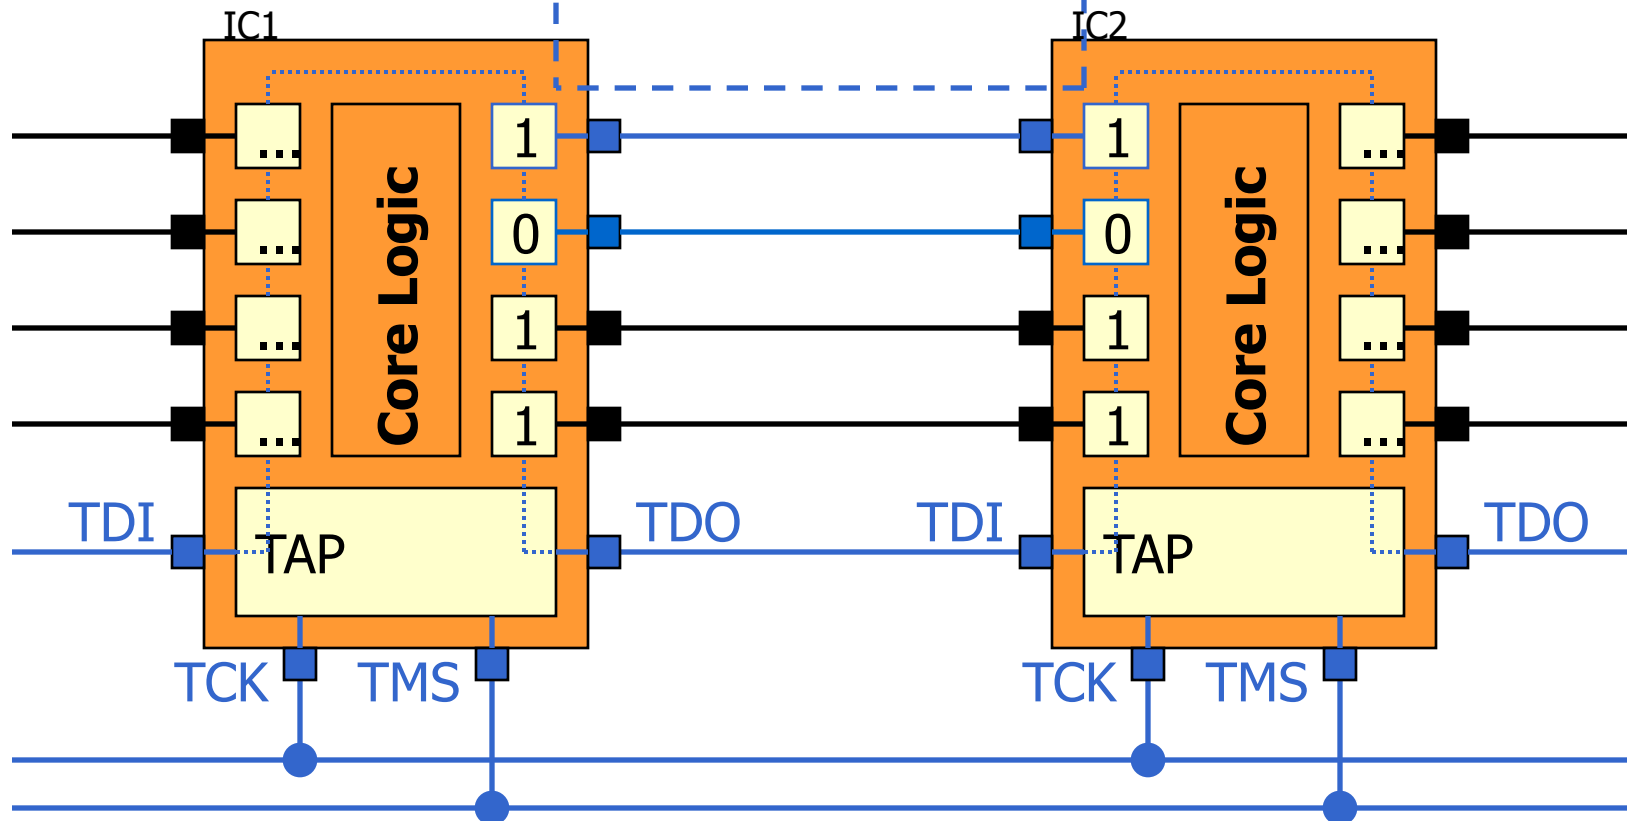 IC1 IC2
... 1 1 ...
... 0 0 ...
... 1 1 ...
... 1 1 ...
Core Logic Core Logic
TDI TDO TDI TDO
TAP TAP
TCK TMS TCK TMS